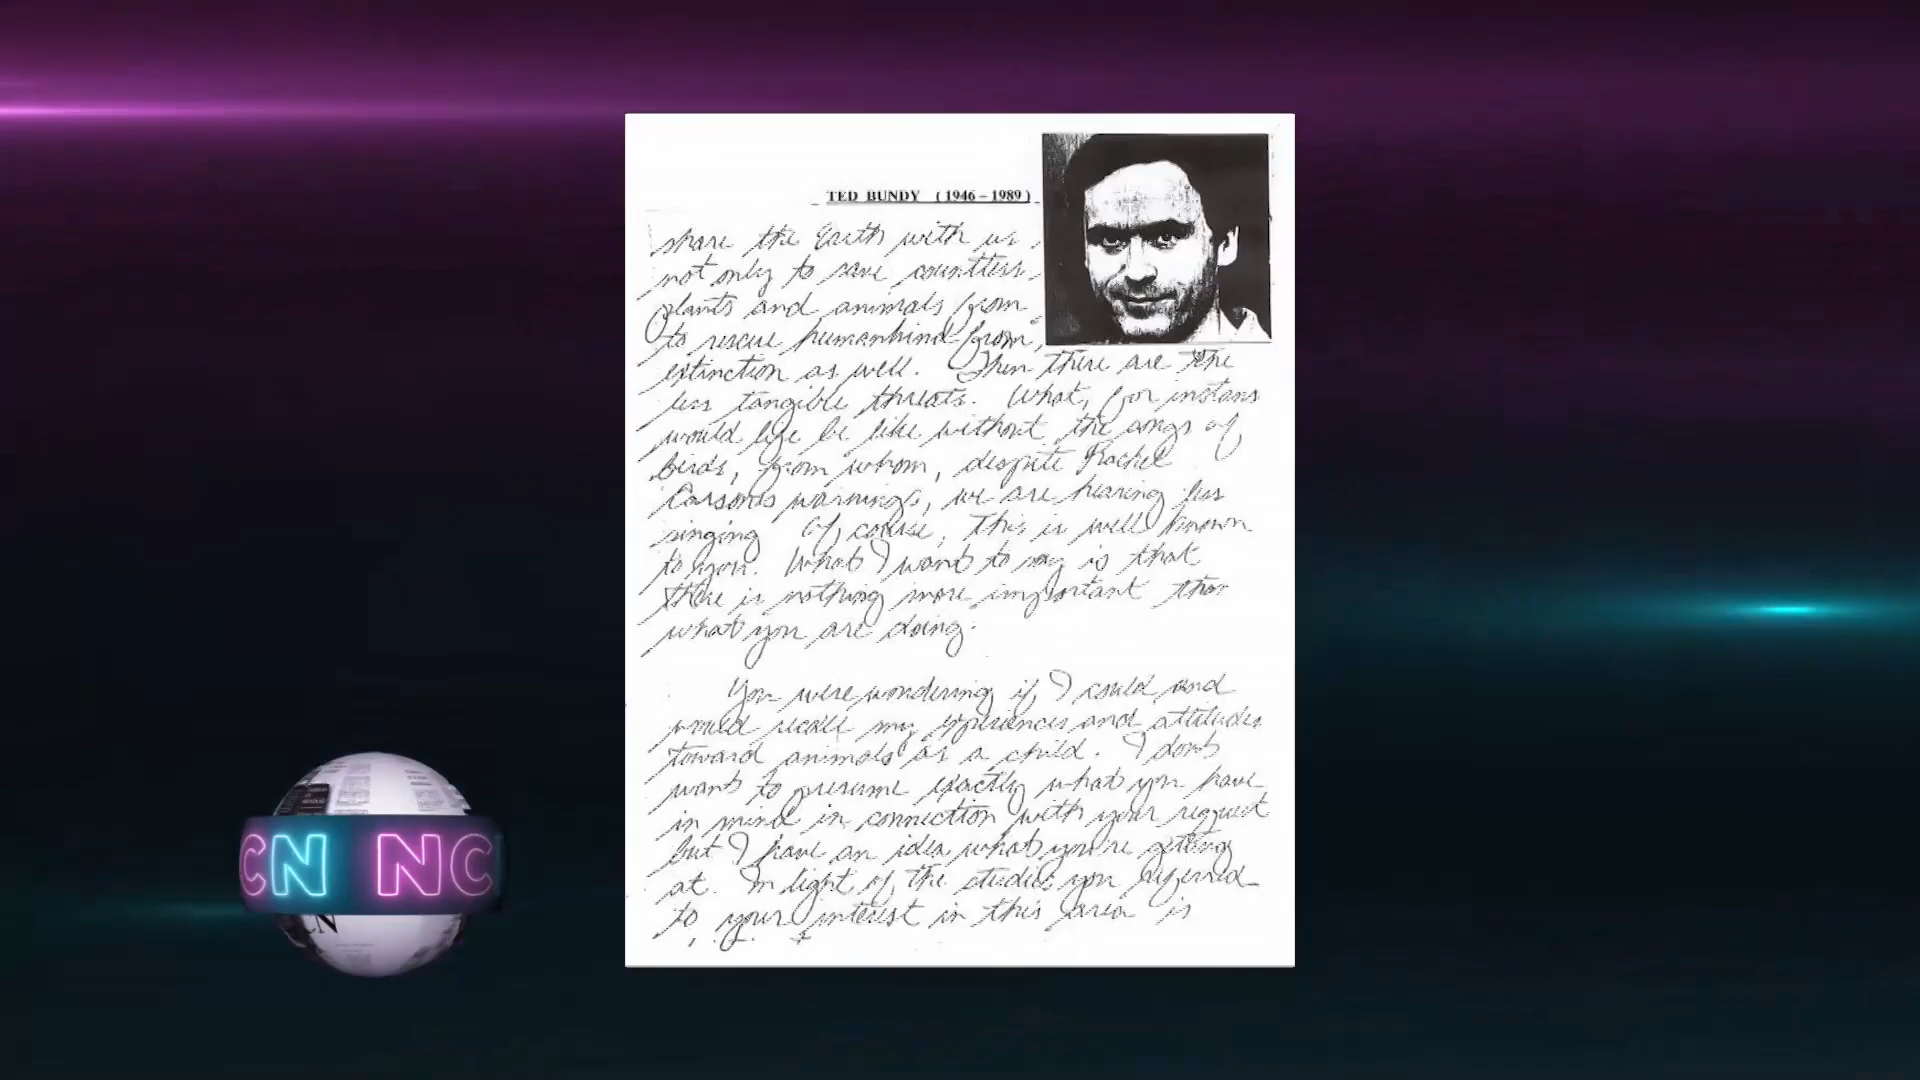 TED BUNDY ( 1946 – 1989 )
share the Earth with us,
not only to save countless
plants and animals from
to rescue humankind from
extinction as well. Then there are the
less tangible threats. What, for instans
would life be like without the songs of
birds, from whom, despite Rachel
Carsons warnings, we are hearing less
singing Of course, this is well known
to you. What I want to say is that
there is nothing more important than
what you are doing.
You were wondering if I could and
would recall my experiences and attitudes
toward animals as a child. I don't
want to presume exactly what you have
in mind in connection with your request
but I have an idea what you're getting
at. In light of the studies you referred
to your interest in this area is
CN NC
CN